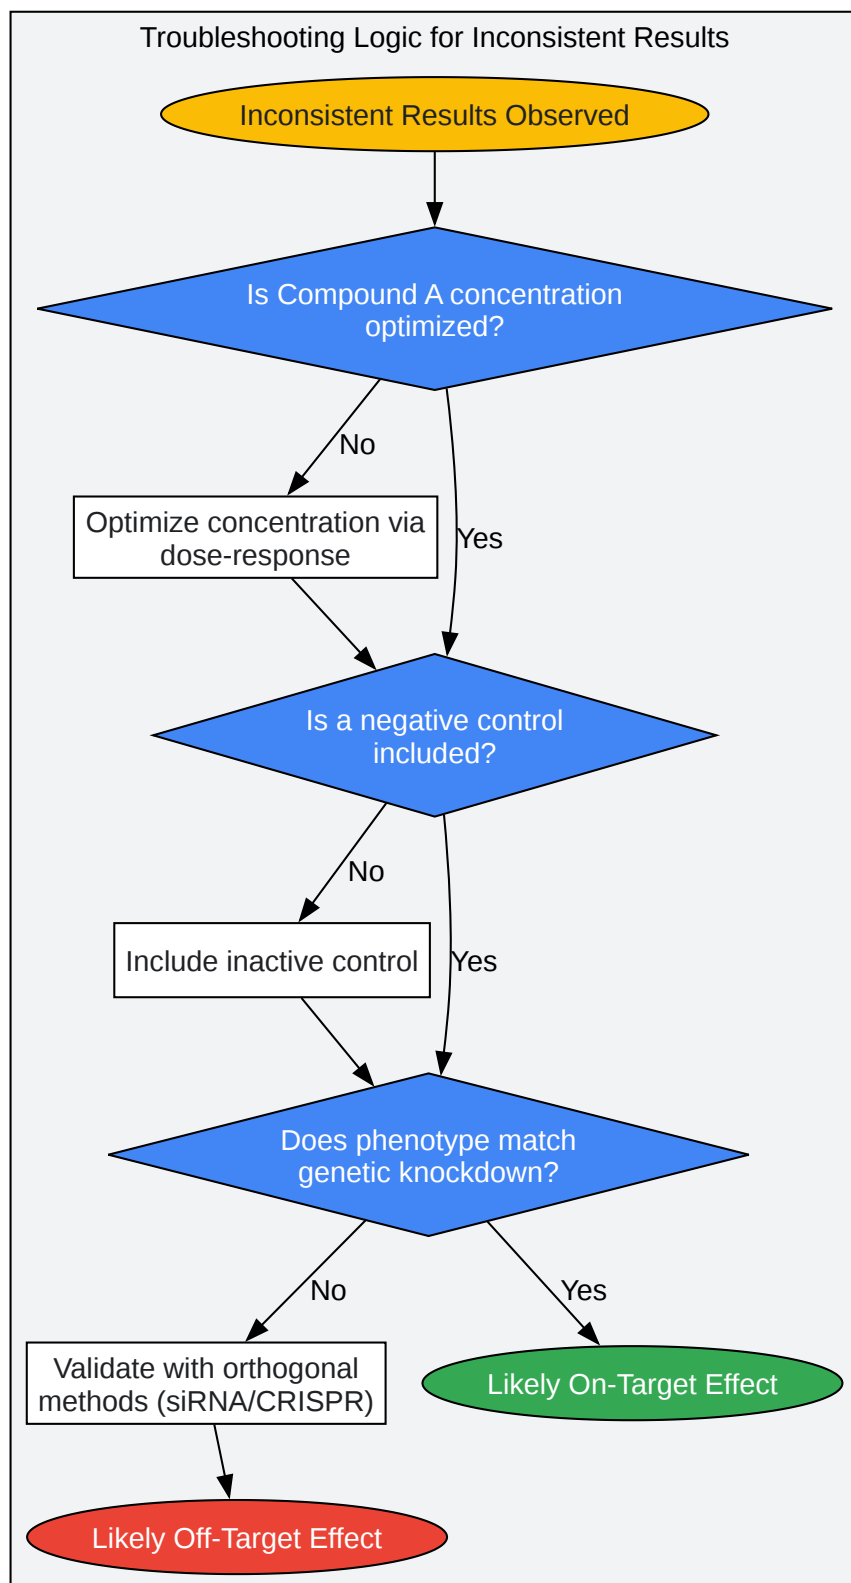 Troubleshooting Logic for Inconsistent Results
Inconsistent Results Observed
Is Compound A concentration
optimized?
No
Optimize concentration via
dose-response
Yes
Is a negative control
included?
No
Include inactive control
Yes
Does phenotype match
genetic knockdown?
No
Yes
Validate with orthogonal
methods (siRNA/CRISPR)
Likely On-Target Effect
Likely Off-Target Effect